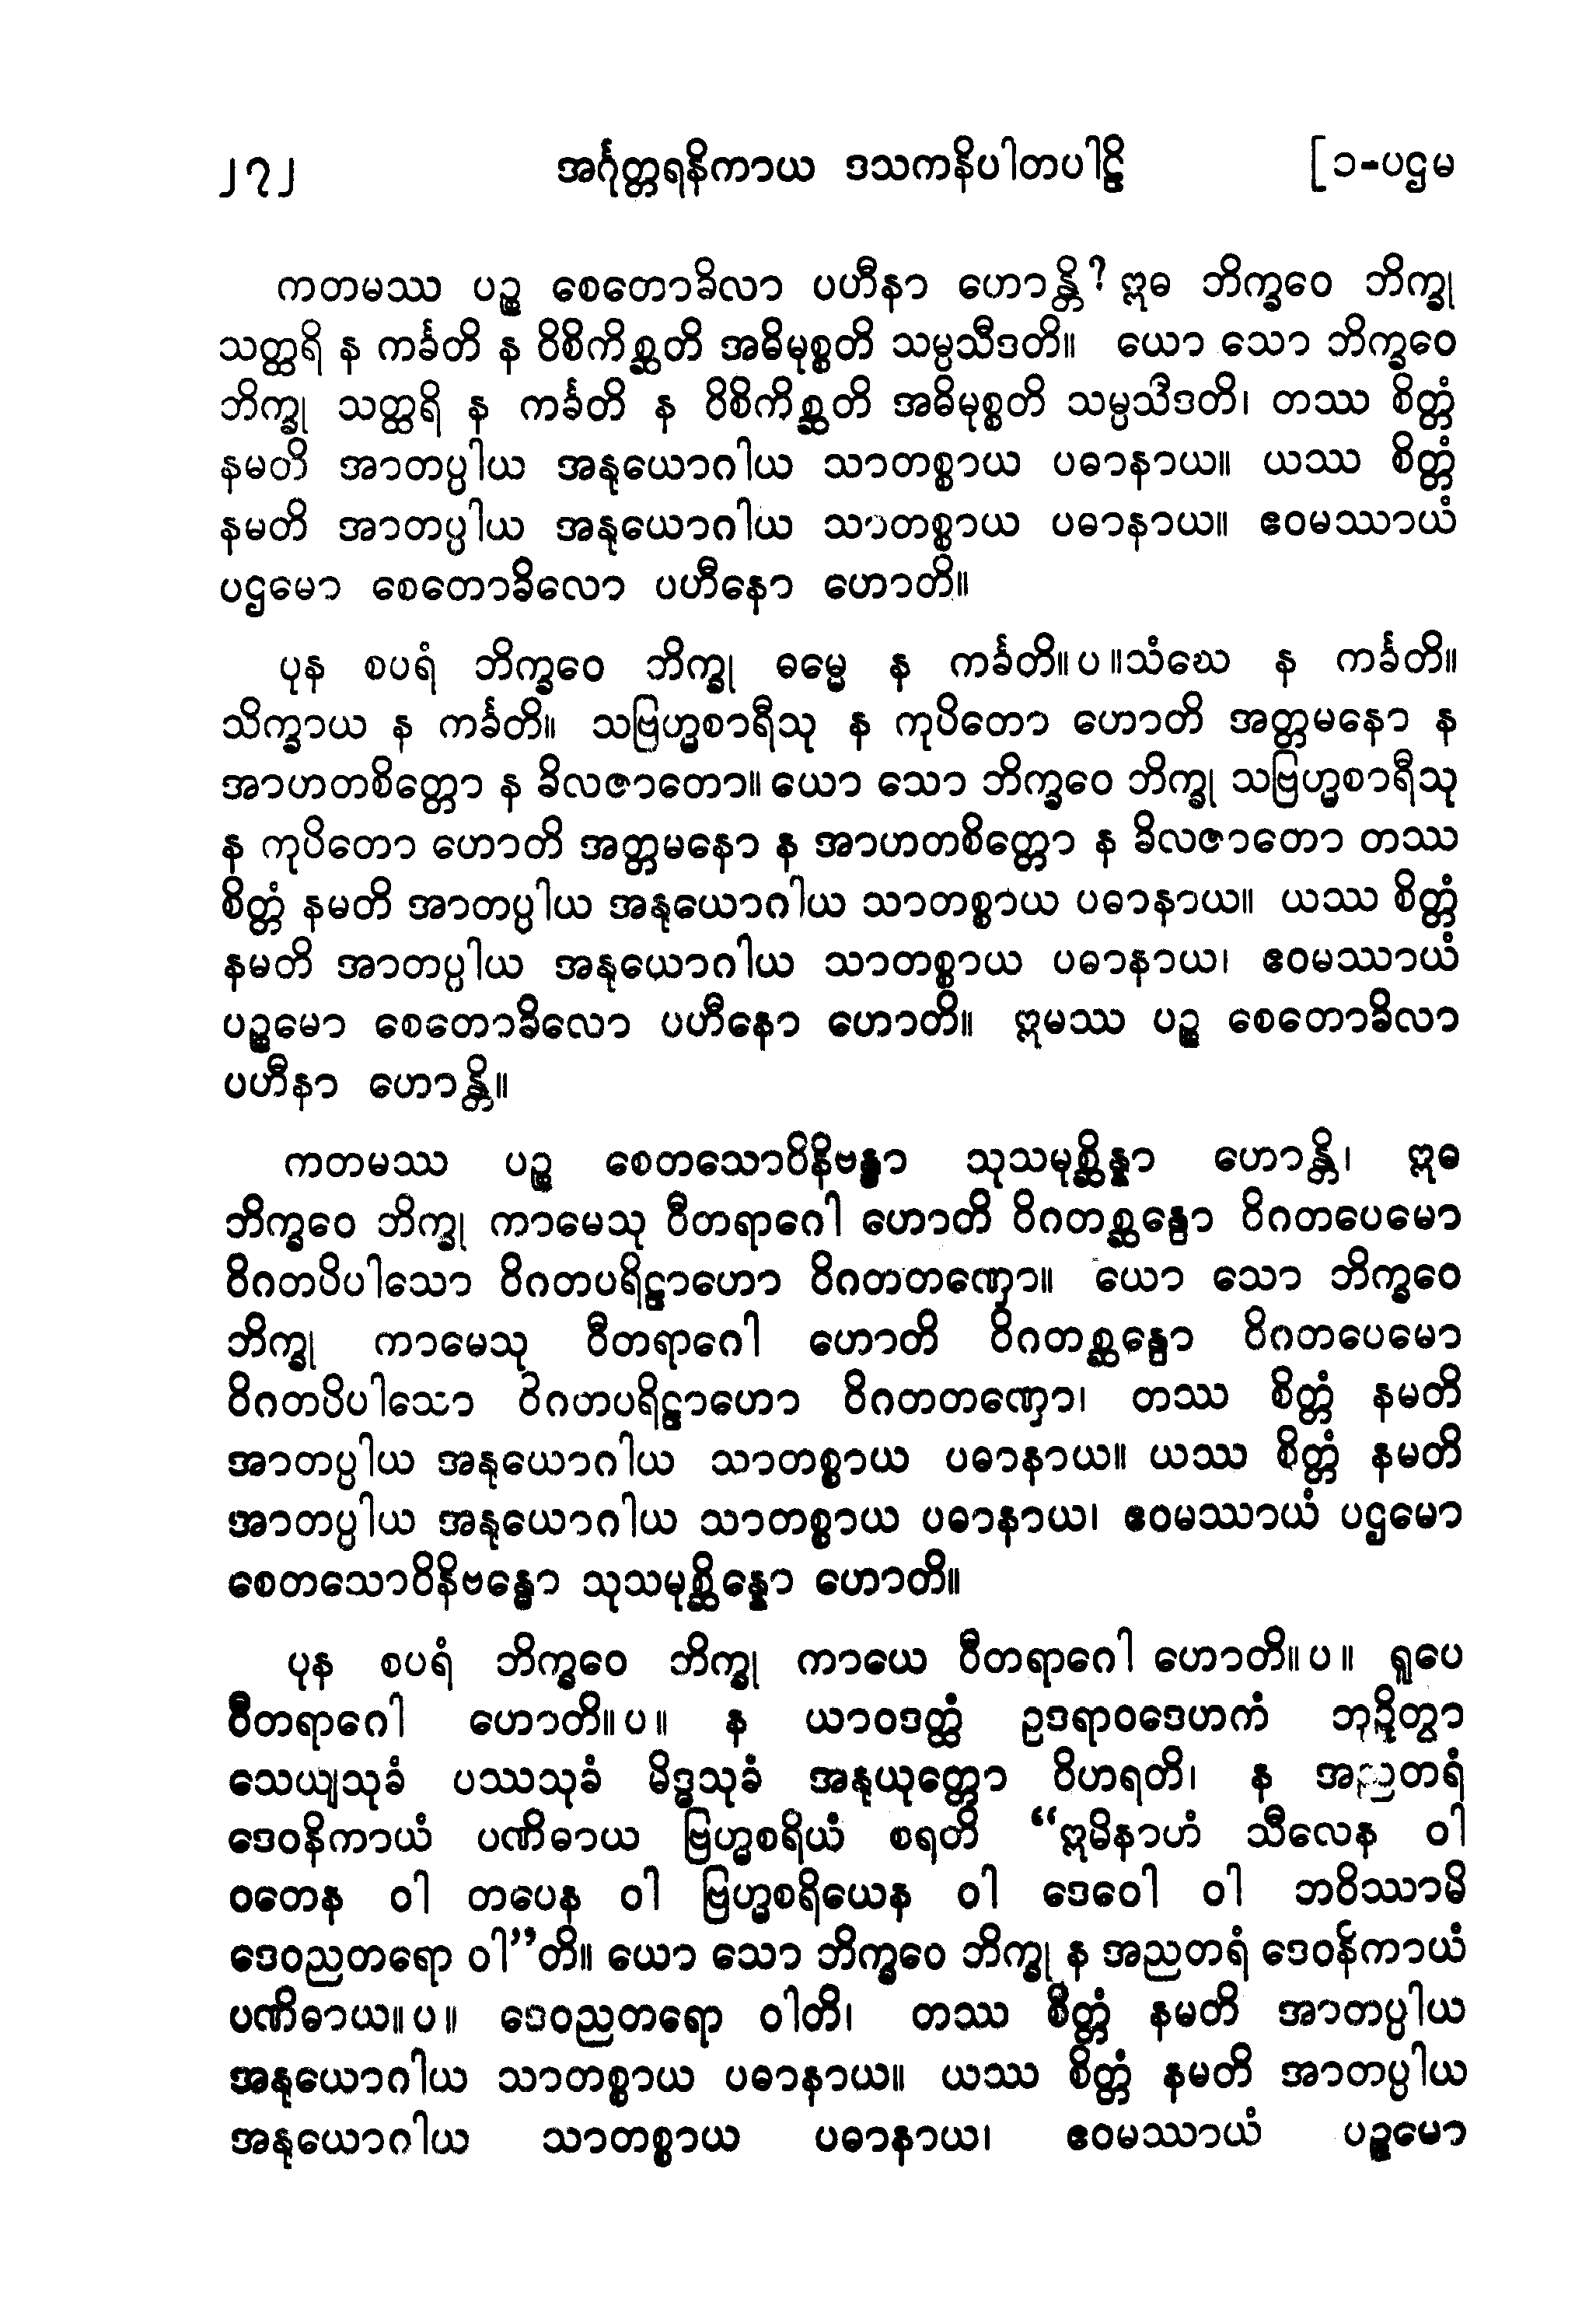 ၂၇၂ အင်္ဂုတ္တရနိကာယ ဒသကနိပါတပါဠိ [၁-ပဌမ
ကတမဿ ပဉ္စ စေတောခိလာ ပဟီနာ ဟောန္တိ? ဣဓ ဘိက္ခဝေ ဘိက္ခု
သတ္ထရိ န ကင်္ခတိ န ဝိစိကိစ္ဆတိ အဓိမုစ္စတိ သမ္ပသီဒတိ။ ယော သော ဘိက္ခဝေ
ဘိက္ခု သတ္ထရိ န ကင်္ခတိ န ဝိစိကိစ္ဆတိ အဓိမုစ္စတိ သမ္ပသီဒတိ၊ တဿ စိတ္တံ
နမတိ အာတပ္ပါယ အနုယောဂါယ သာတစ္စာယ ပဓာနာယ။ ယဿ စိတ္တံ
နမတိ အာတပ္ပါယ အနုယောဂါယ သာတစ္စာယ ပဓာနာယ။ ဧဝမဿာယံ
ပဌမော စေတောခိလော ပဟီနော ဟောတိ။
ပုန စပရံ ဘိက္ခဝေ ဘိက္ခု ဓမ္မေ န ကင်္ခတိ။ ပ ။သံဃေ န ကင်္ခတိ။
သိက္ခာယ န ကင်္ခတိ။ သဗြဟ္မစာရီသု န ကုပိတော ဟောတိ အတ္တမနော န
အာဟတစိတ္တော န ခိလဇာတော။ ယော သော ဘိက္ခဝေ ဘိက္ခု သဗြဟ္မစာရီသု
န ကုပိတော ဟောတိ အတ္တမနော န အာဟတစိတ္တော န ခိလဇာတော တဿ
စိတ္တံ နမတိ အာတပ္ပါယ အနုယောဂါယ သာတစ္စာယ ပဓာနာယ။ ယဿ စိတ္တံ
နမတိ အာတပ္ပါယ အနုယောဂါယ သာတစ္စာယ ပဓာနာယ၊ ဧဝမဿာယံ
ပဉ္စမော စေတောခိလော ပဟီနော ဟောတိ။ ဣမဿ ပဉ္စ စေတောခိလာ
ပဟီနာ ဟောန္တိ။
ကတမဿ ပဉ္စ စေတသောဝိနိဗန္ဓာ သုသမုစ္ဆိန္နာ ဟောန္တိ၊ ဣဓ
ဘိက္ခဝေ ဘိက္ခု ကာမေသု ဝီတရာဂေါ ဟောတိ ဝိဂတစ္ဆန္ဒော ဝိဂတပေမော
ဝိဂတပိပါသော ဝိဂတပရိဠာဟော ဝိဂတတဏှော။ ယော သော ဘိက္ခဝေ
ဘိက္ခု ကာမေသု ဝီတရာဂေါ ဟောတိ ဝိဂတစ္ဆန္ဒော ဝိဂတပေမော
ဝိဂတပိပါသော ဝိဂတပရိဠာဟော ဝိဂတတဏှော၊ တဿ စိတ္တံ နမတိ
အာတပ္ပါယ အနုယောဂါယ သာတစ္စာယ ပဓာနာယ။ ယဿ စိတ္တံ နမတိ
အာတပ္ပါယ အနုယောဂါယ သာတစ္စာယ ပဓာနာယ၊ ဧဝမဿာယံ ပဌမော
စေတသောဝိနိဗန္ဓော သုသမုစ္ဆိန္နော ဟောတိ။
ပုန စပရံ ဘိက္ခဝေ ဘိက္ခု ကာယေ ဝီတရာဂေါ ဟောတိ။ ပ ။ ရူပေ
ဝီတရာဂေါ ဟောတိ။ ပ ။ န ယာဝဒတ္ထံ ဥဒရာဝဒေဟကံ ဘုဉ္ဇိတွာ
သေယျသုခံ ပဿသုခံ မိဒ္ဓသုခံ အနုယုတ္တော ဝိဟရတိ၊ န အညတရံ
ဒေဝနိကာယံ ပဏိဓာယ ဗြဟ္မစရိယံ စရတိ “ဣမိနာဟံ သီလေန ဝါ
ဝတေန ဝါ တပေန ဝါ ဗြဟ္မစရိယေန ဝါ ဒေဝေါ ဝါ ဘဝိဿာမိ
ဒေဝညတရော ဝါ”တိ။ ယော သော ဘိက္ခဝေ ဘိက္ခု န အညတရံ ဒေဝနိကာယံ
ပဏိဓာယ။ ပ ။ ဒေဝညတရော ဝါတိ၊ တဿ စိတ္တံ နမတိ အာတပ္ပါယ
အနုယောဂါယ သာတစ္စာယ ပဓာနာယ။ ယဿ စိတ္တံ နမတိ အာတပ္ပါယ
အနုယောဂါယ သာတစ္စာယ ပဓာနာယ၊ ဧဝမဿာယံ ပဉ္စမော